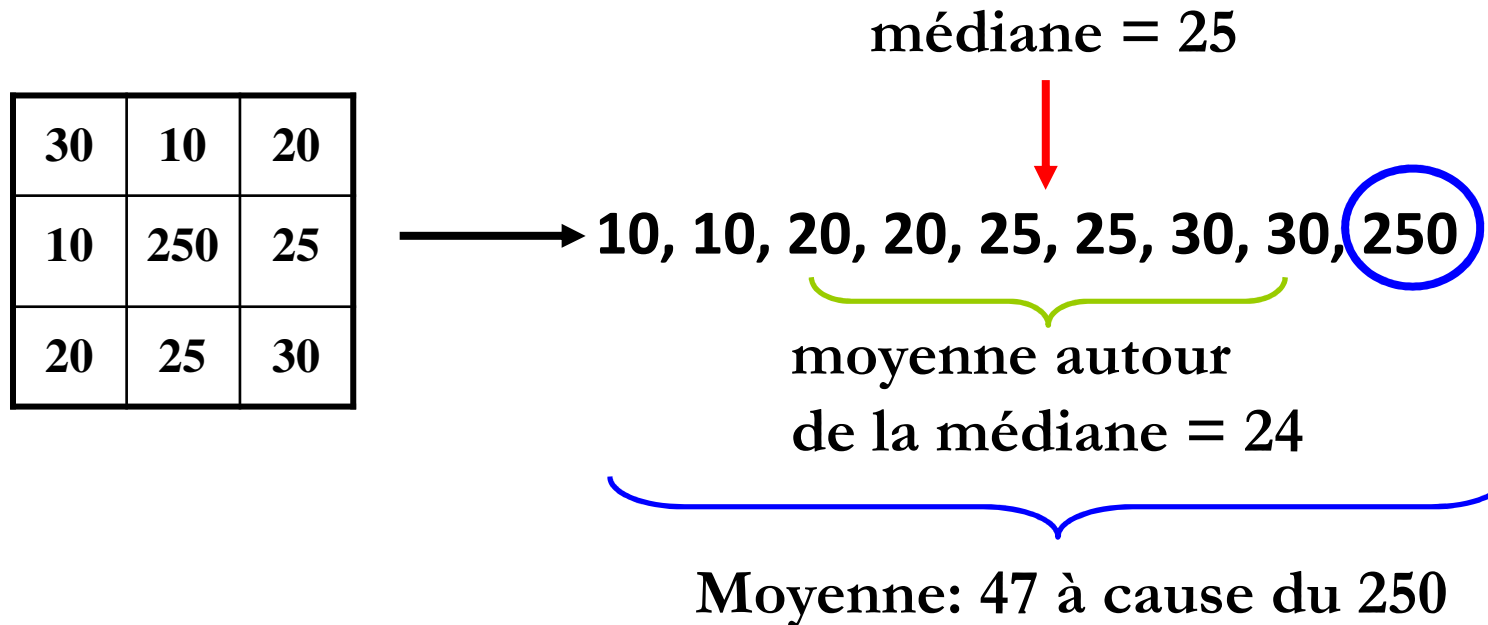 médiane = 25
30 10 20
10 250 25
20 25 30
10, 10, 20, 20, 25, 25, 30, 30, 250
moyenne autour
de la médiane = 24
Moyenne: 47 à cause du 250